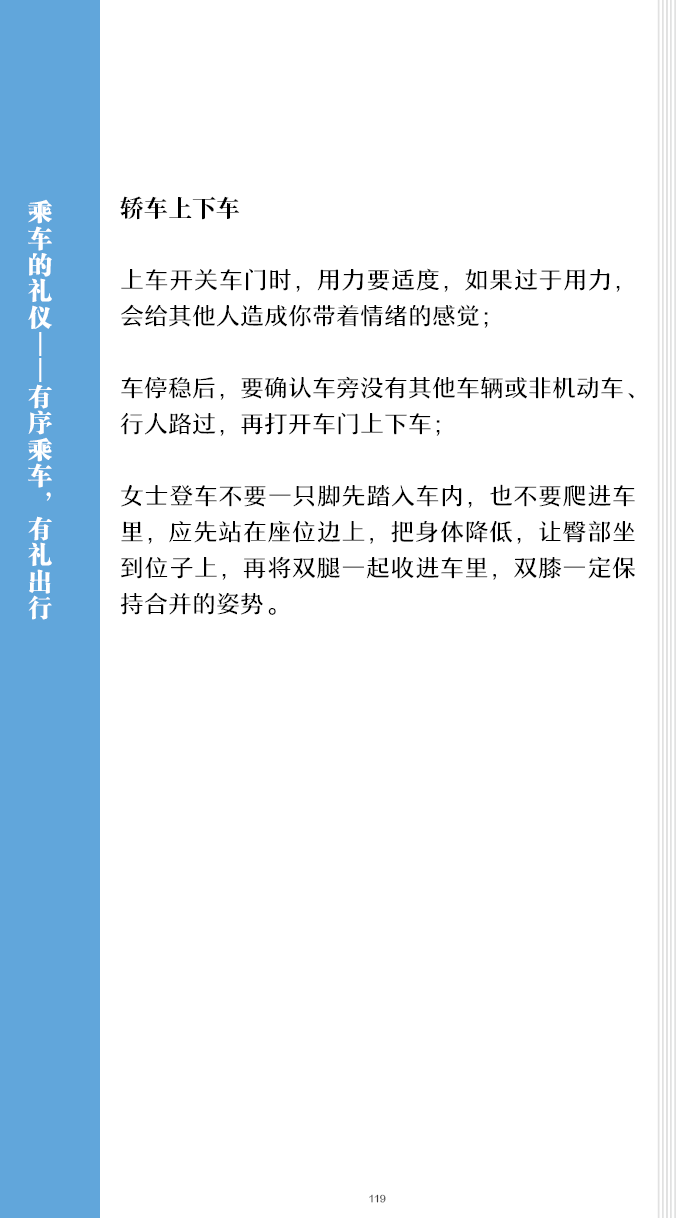 乘车的礼仪——有序乘车，有礼出行
轿车上下车
上车开关车门时，用力要适度，如果过于用力，
会给其他人造成你带着情绪的感觉；
车停稳后，要确认车旁没有其他车辆或非机动车、
行人路过，再打开车门上下车；
女士登车不要一只脚先踏入车内，也不要爬进车
里，应先站在座位边上，把身体降低，让臀部坐
到位子上，再将双腿一起收进车里，双膝一定保
持合并的姿势。
119